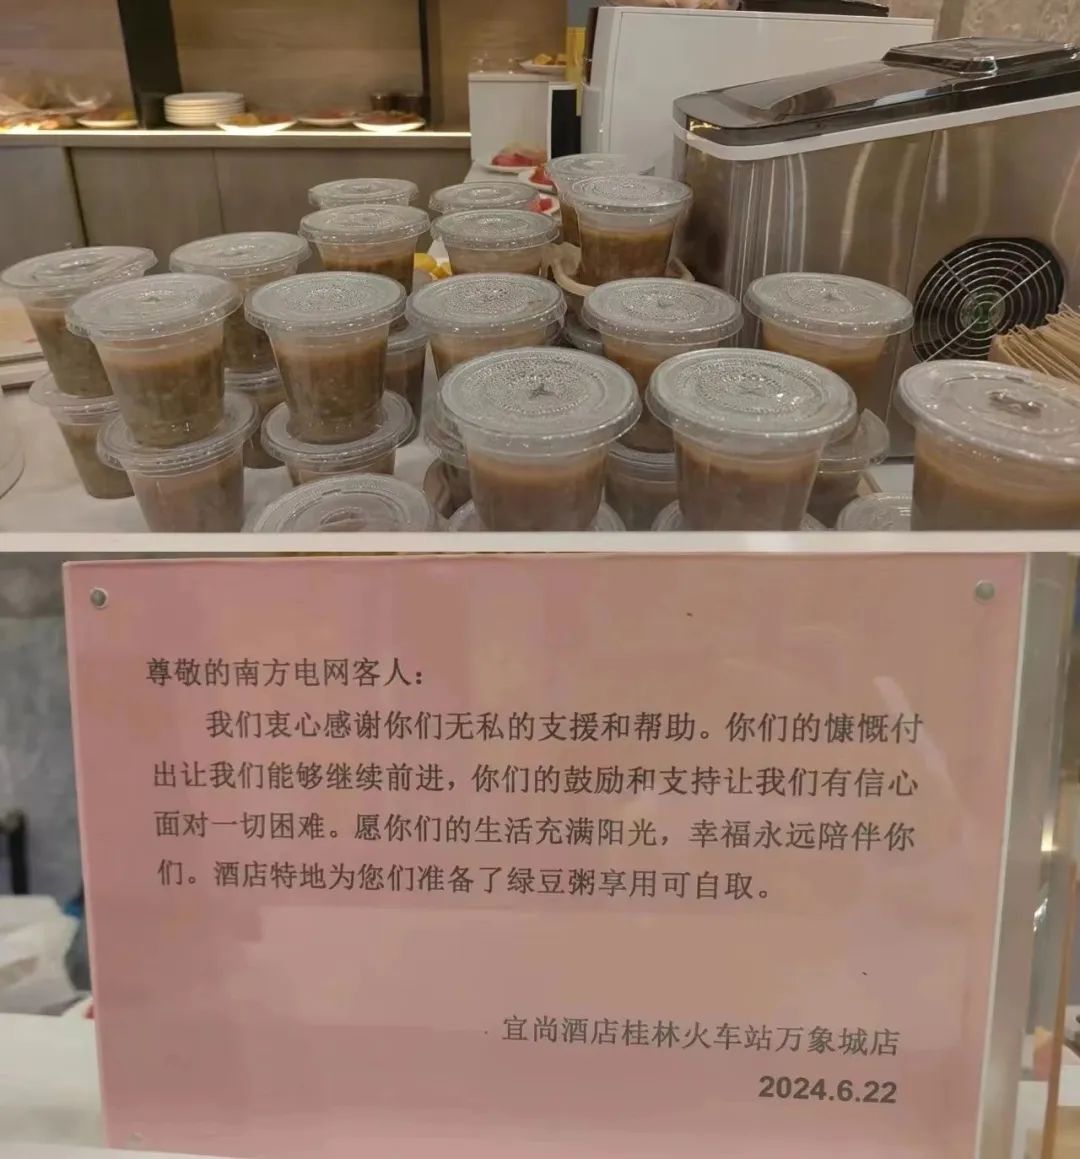 尊敬的南方电网客人：
我们衷心感谢你们无私的支援和帮助。你们的慷慨付
出让我们能够继续前进，你们的鼓励和支持让我们有信心
面对一切困难。愿你们的生活充满阳光，幸福永远陪伴你
们。酒店特地为您们准备了绿豆粥享用可自取。
宜尚酒店桂林火车站万象城店
2024.6.22